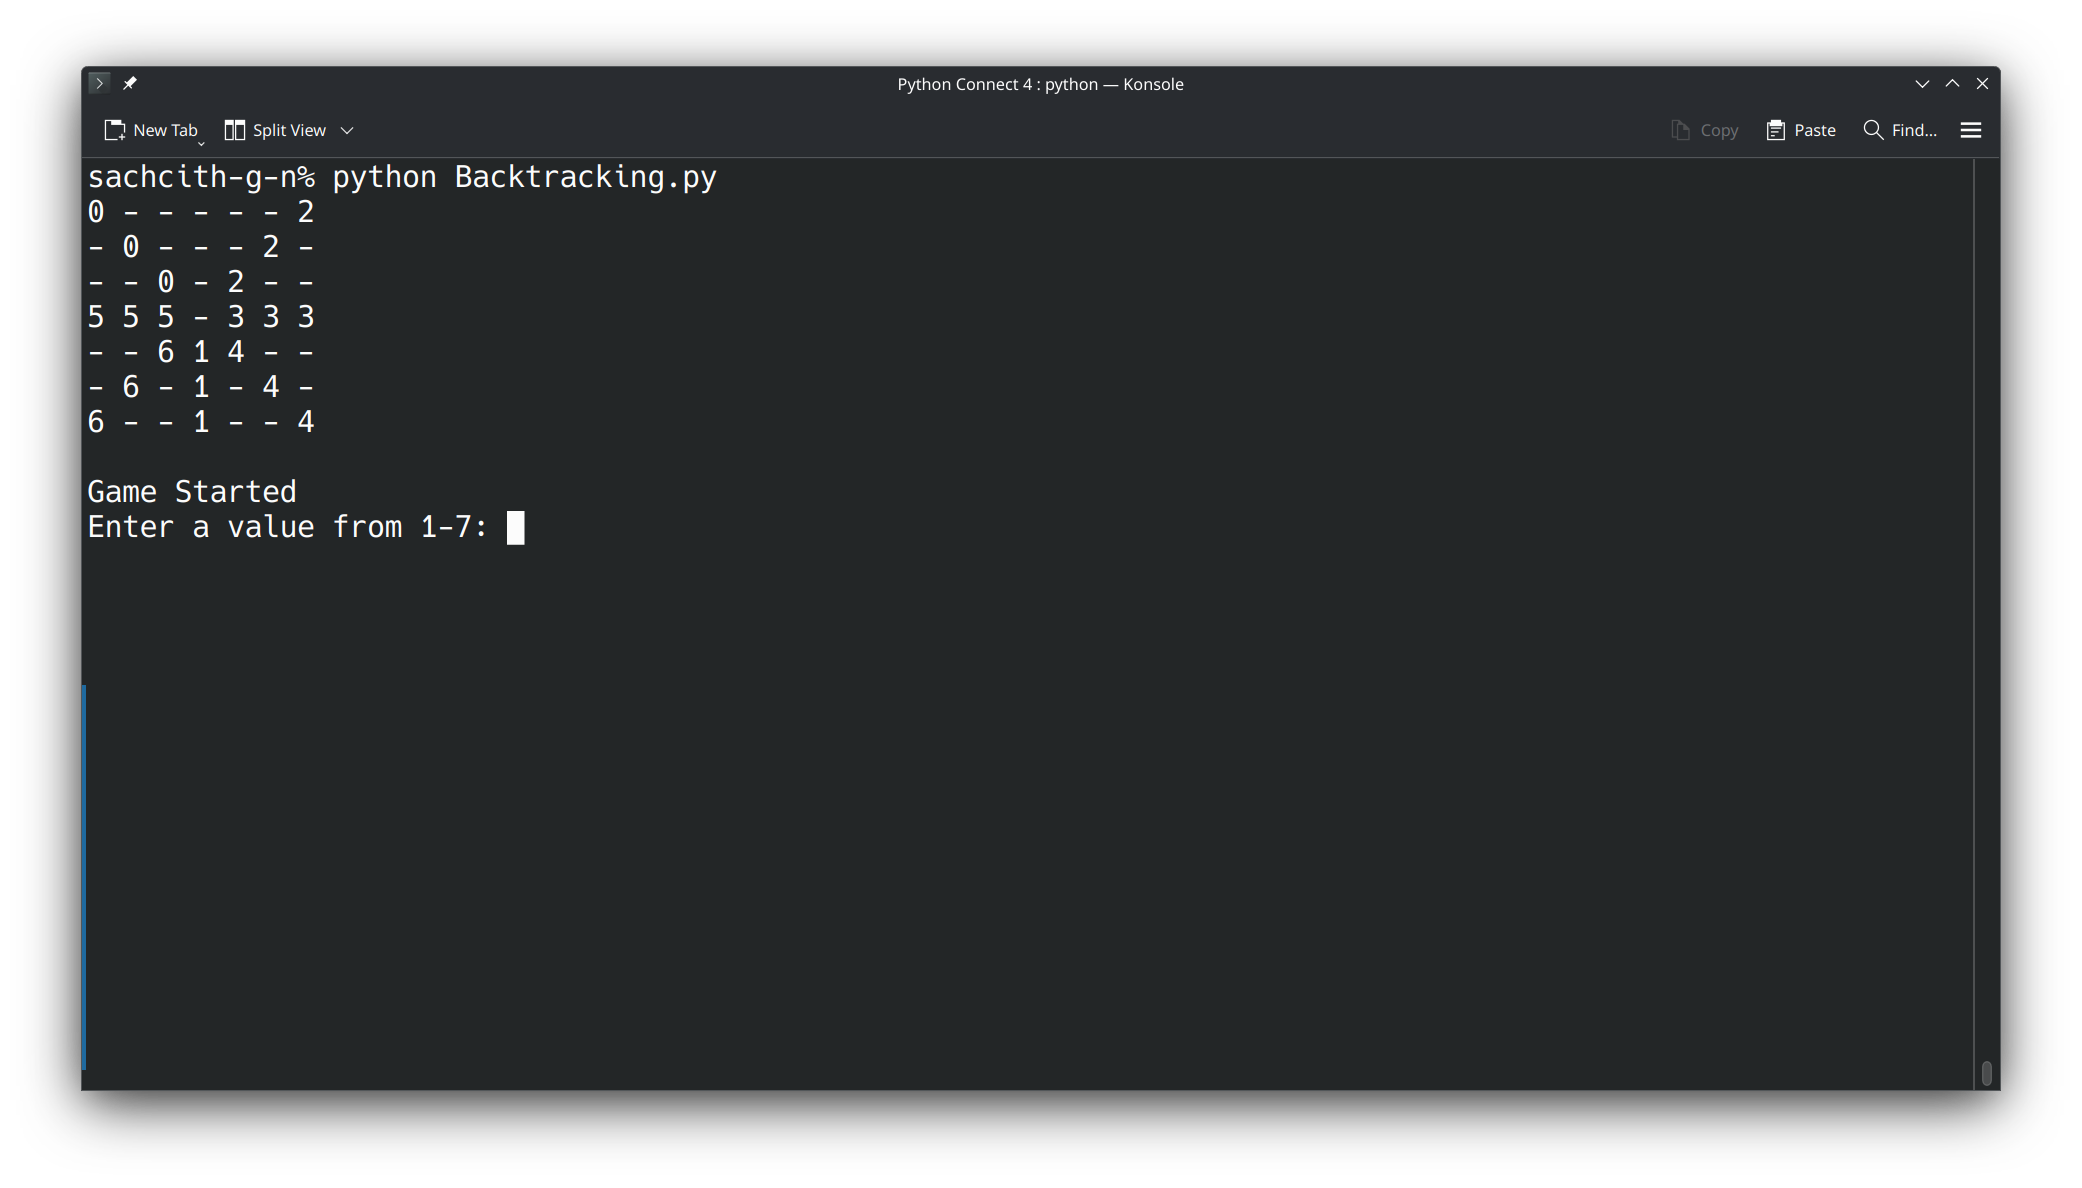 Python Connect 4 : python — Konsole
New Tab Split View Copy Paste Find...
sachcith-g-n% python Backtracking.py
0 - - - - - 2
- 0 - - - 2 -
- - 0 - 2 - -
5 5 5 - 3 3 3
- - 6 1 4 - -
- 6 - 1 - 4 -
6 - - 1 - - 4
Game Started
Enter a value from 1-7: